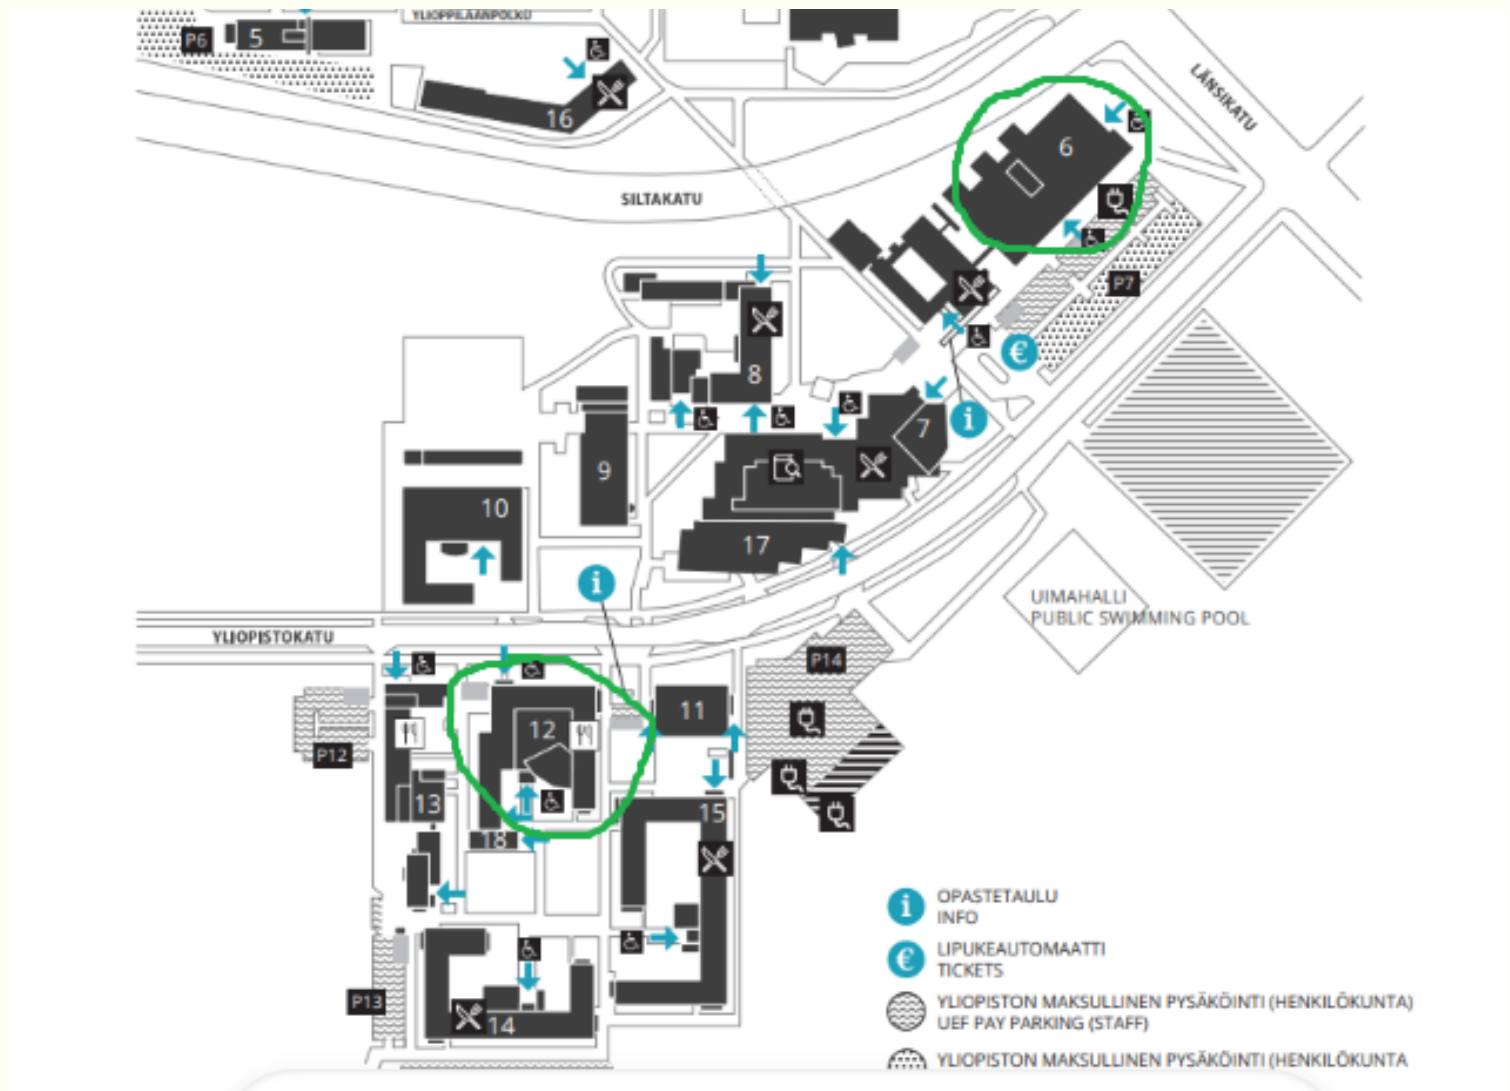 YLIOPPILAANPOLKU
P6
5
16
LÄNSIKATU
6
SILTAKATU
P7
€
8
7
i
9
10
17
i
UIMAHALLI
PUBLIC SWIMMING POOL
YLIOPISTOKATU
P14
11
12
P12
13
15
18
i OPASTETAULU
INFO
€ LIPUKEAUTOMAATTI
TICKETS
P13
14
YLIOPISTON MAKSULLINEN PYSÄKÖINTI (HENKILÖKUNTA)
UEF PAY PARKING (STAFF)
YLIOPISTON MAKSULLINEN PYSÄKÖINTI (HENKILÖKUNTA